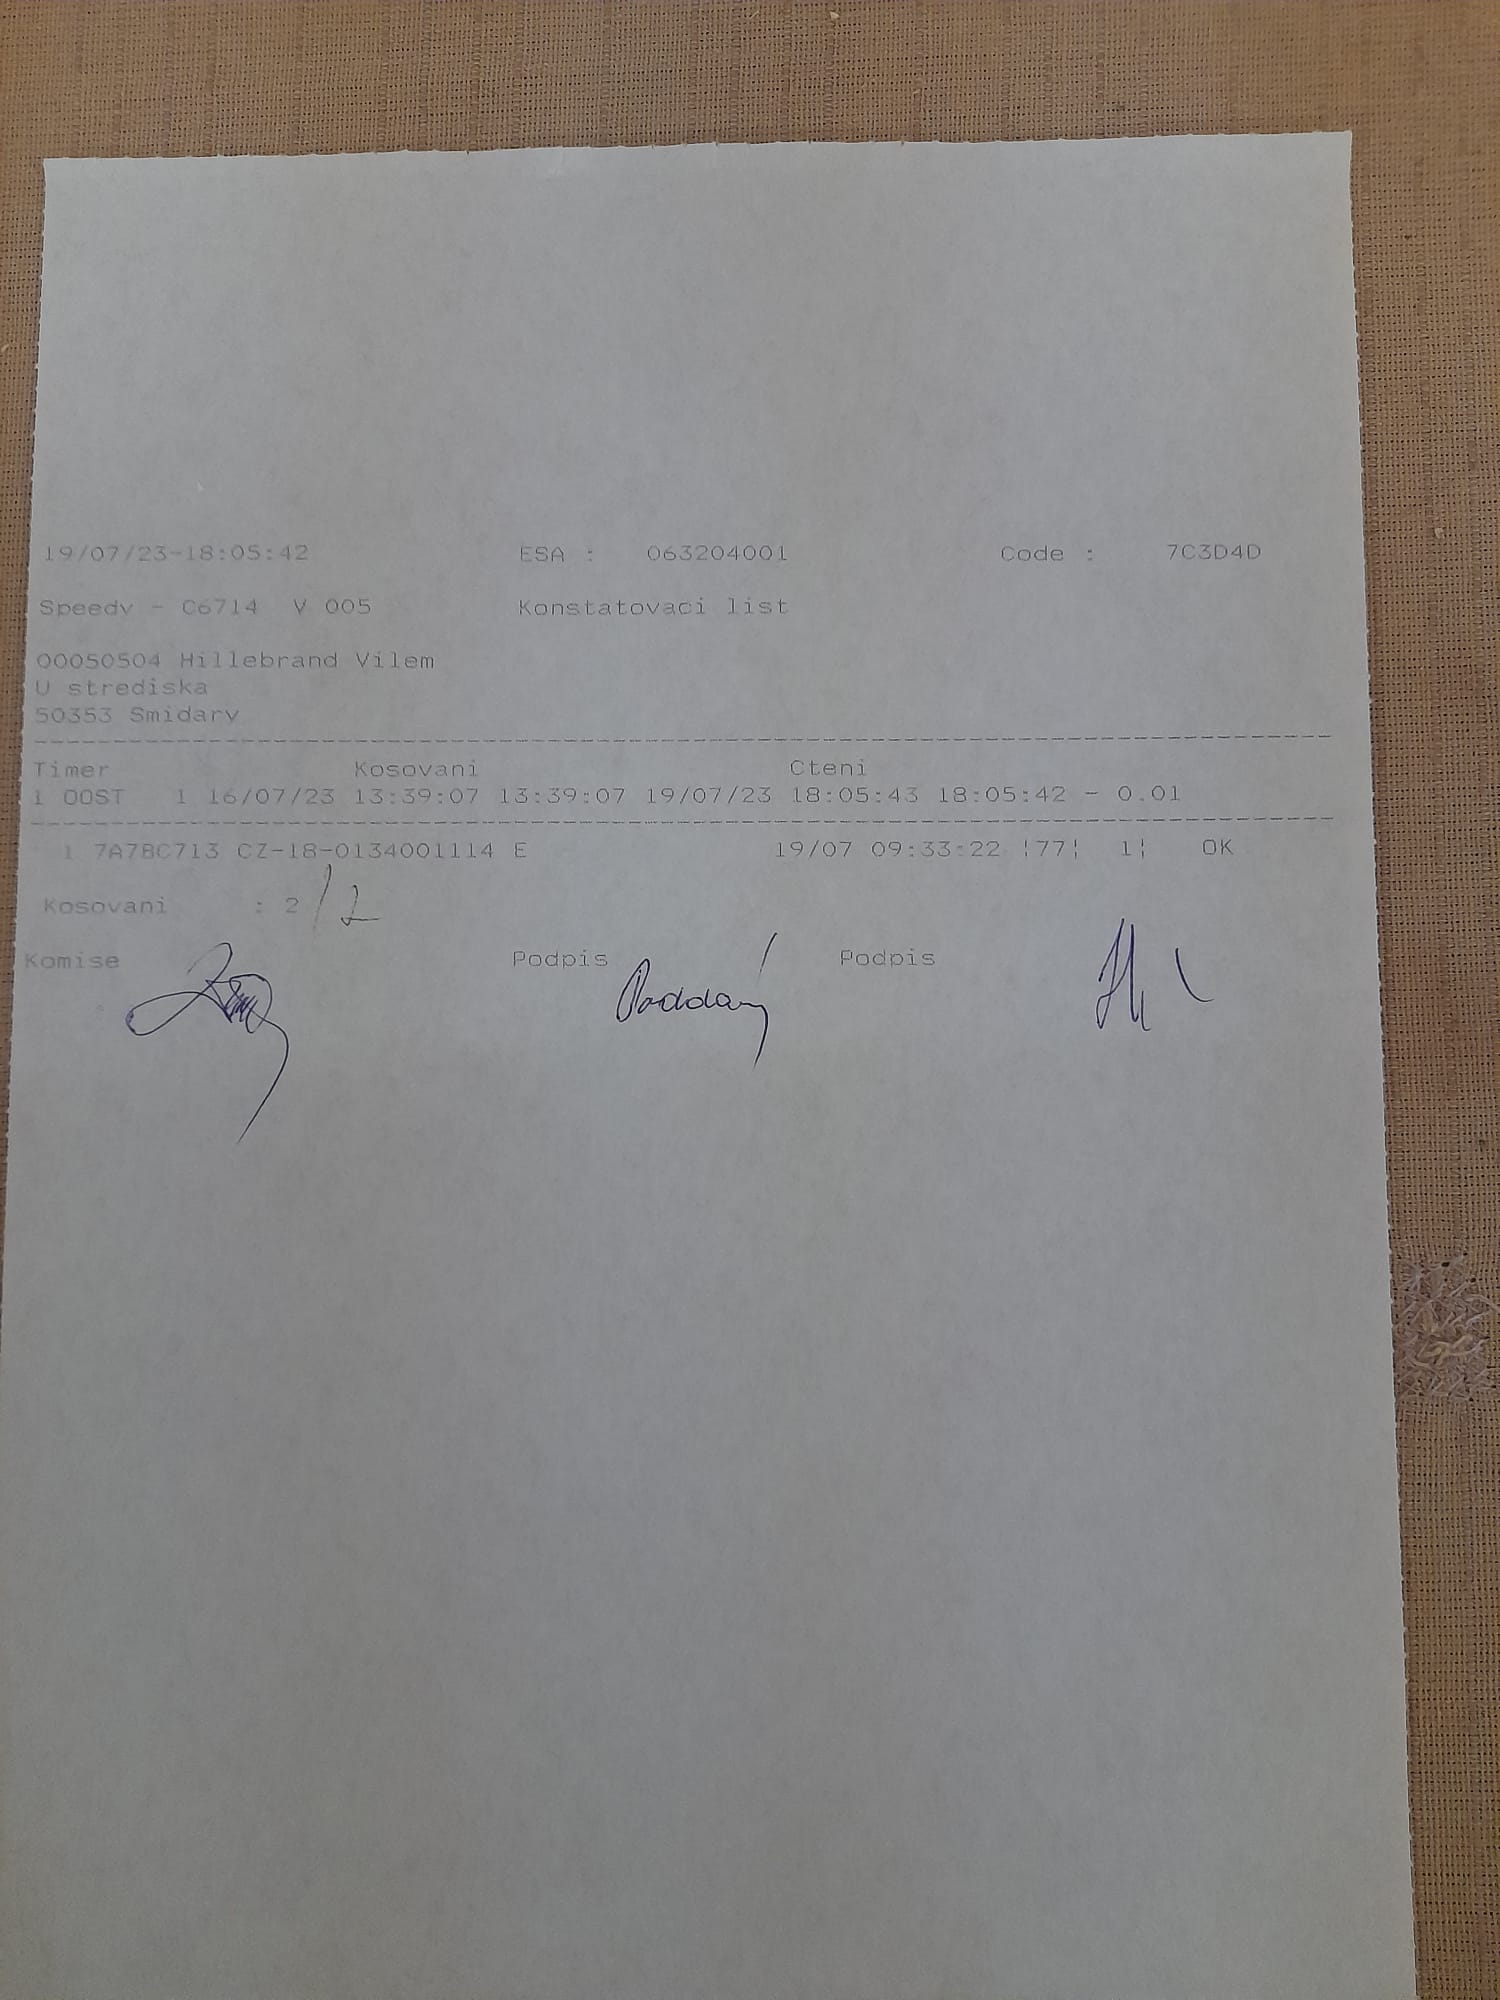 19/07/23-18:05:42 ESA : 063204001 Code : 7C3D4D
Speedv - C6714 V 005 Konstatovaci list
00050504 Hillebrand Vilem
U strediska
50353 Smidary
Timer Kosovani Cteni
1 OOST 1 16/07/23 13:39:07 13:39:07 19/07/23 18:05:43 18:05:42 - 0.01
1 7A7BC713 CZ-18-0134001114 E 19/07 09:33:22 ¦77¦ 1¦ OK
Kosovani : 2 / 2
Komise Podpis Podpis